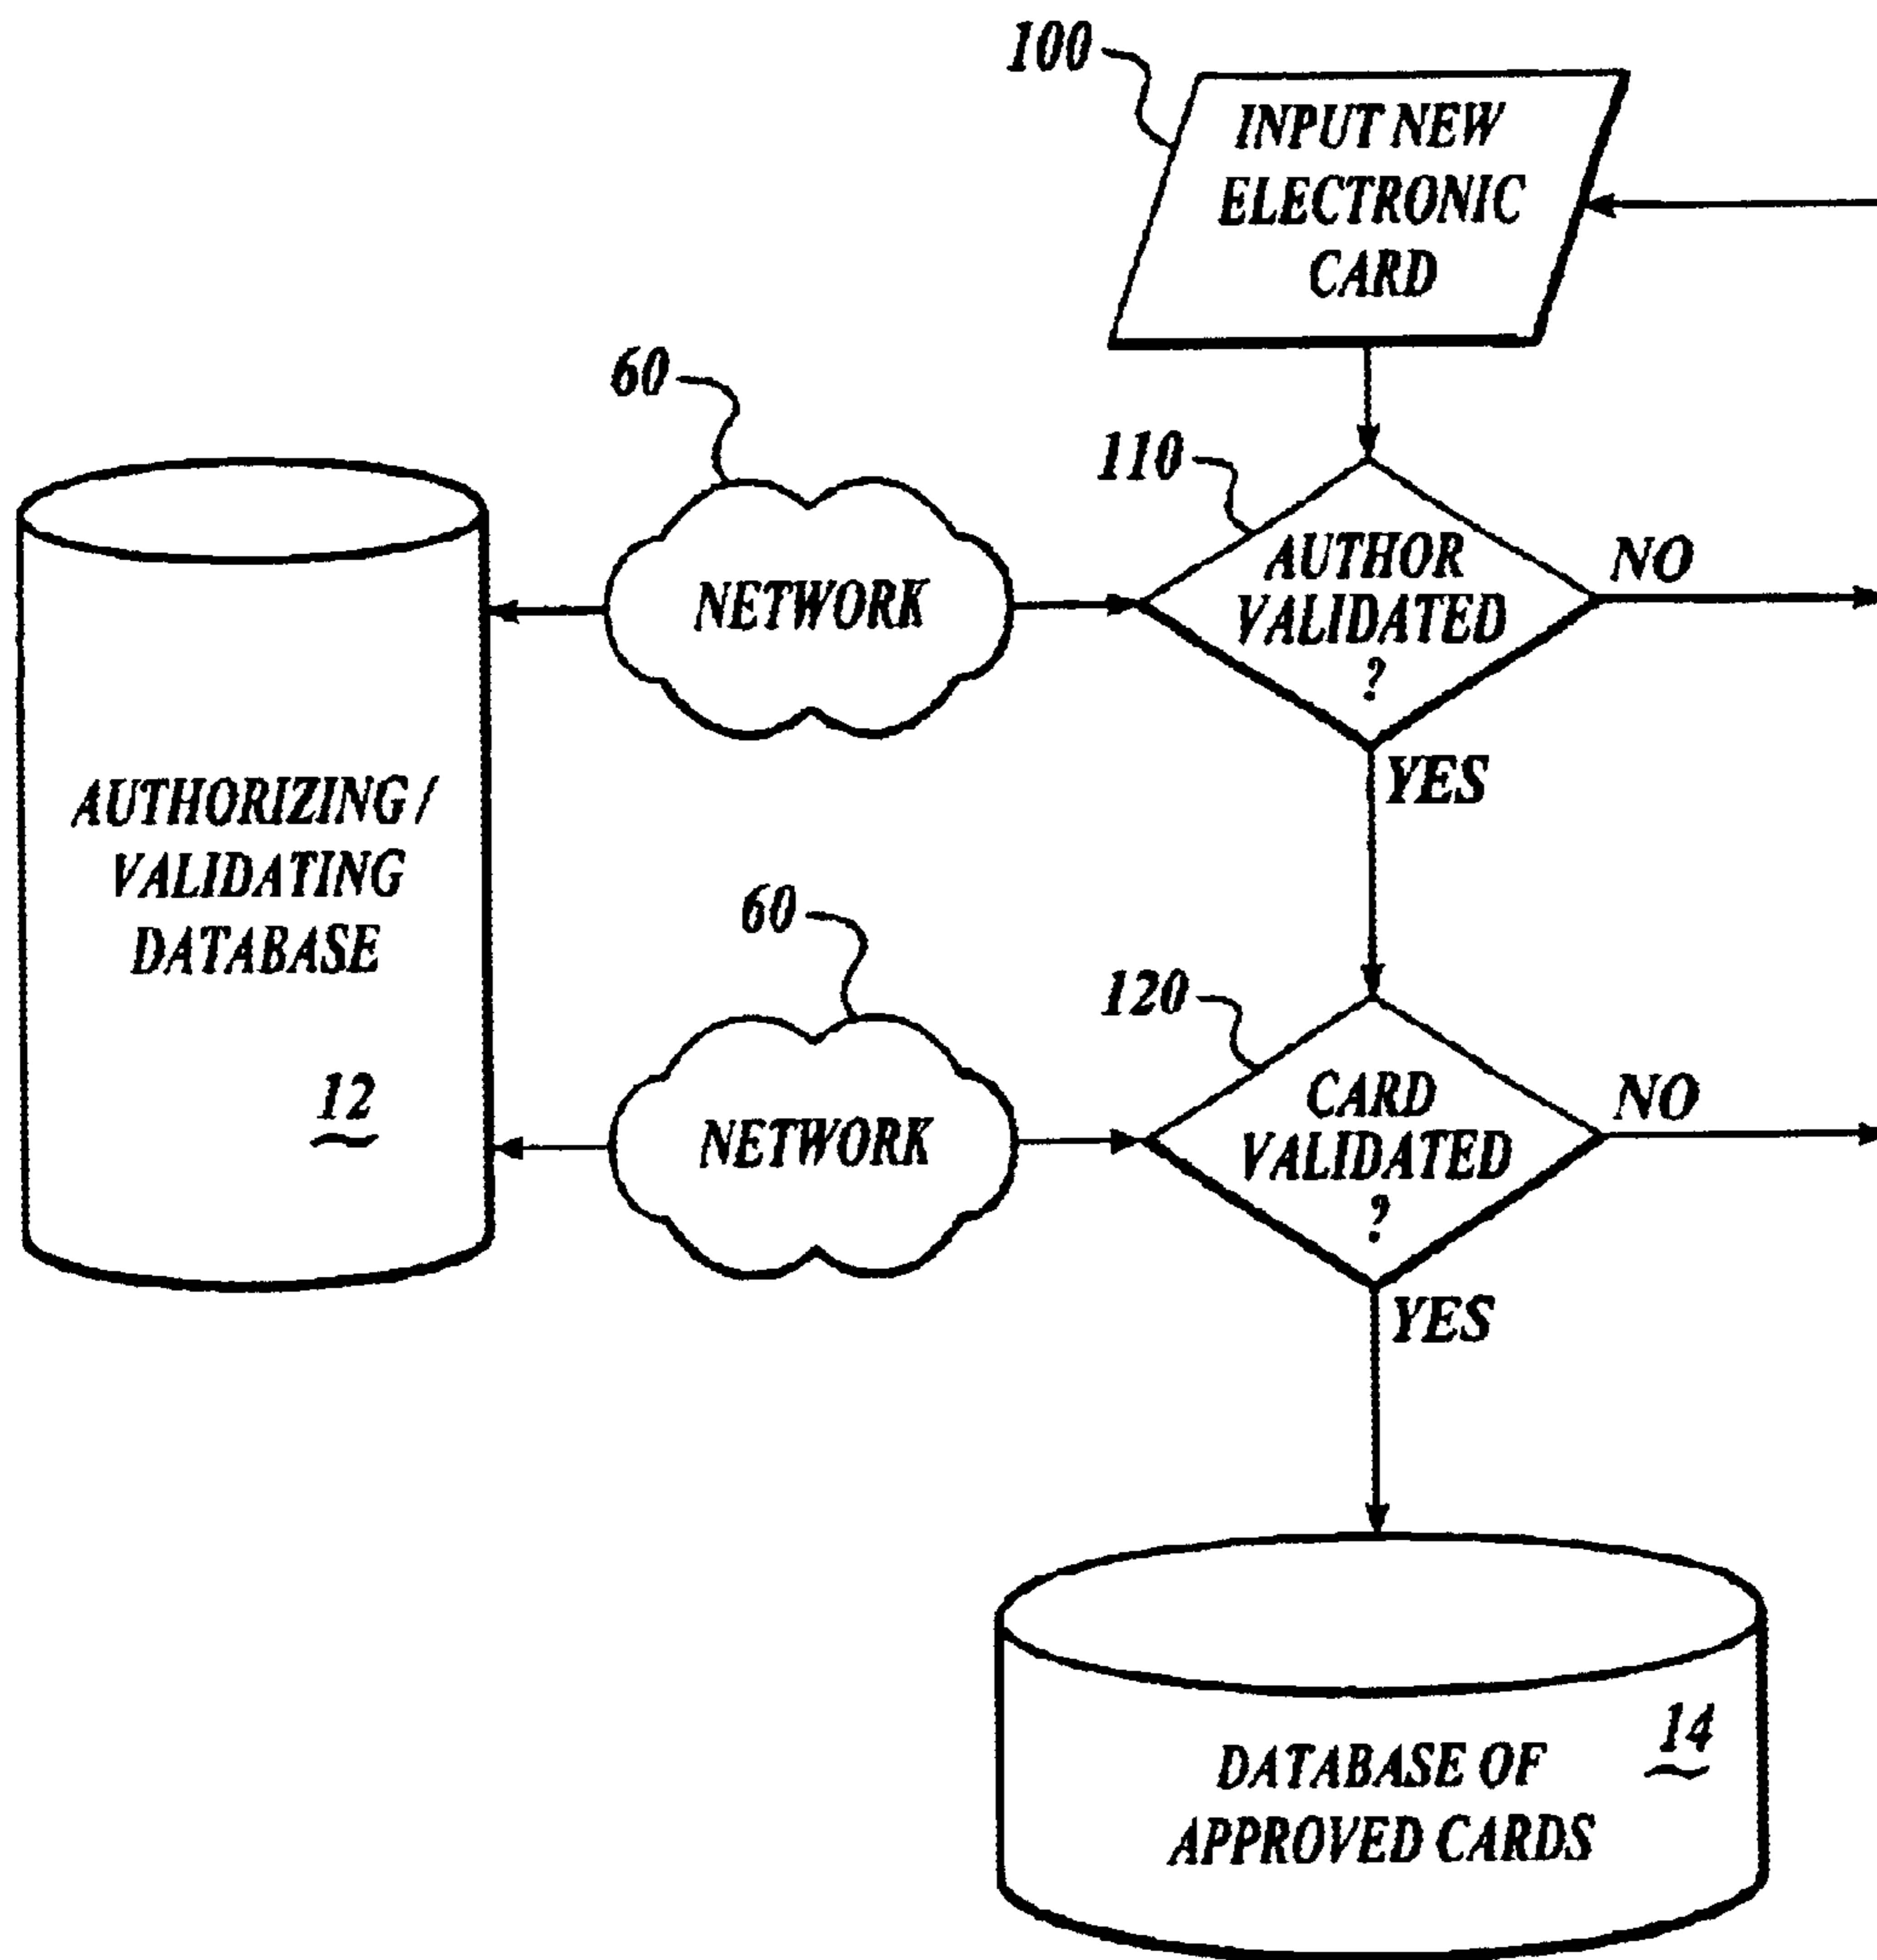 100
INPUT NEW
ELECTRONIC
CARD
60
110
AUTHOR
VALIDATED
?
NO
NETWORK
YES
AUTHORIZING/
VALIDATING
DATABASE
12
60
120
CARD
VALIDATED
?
NO
NETWORK
YES
14
DATABASE OF
APPROVED CARDS